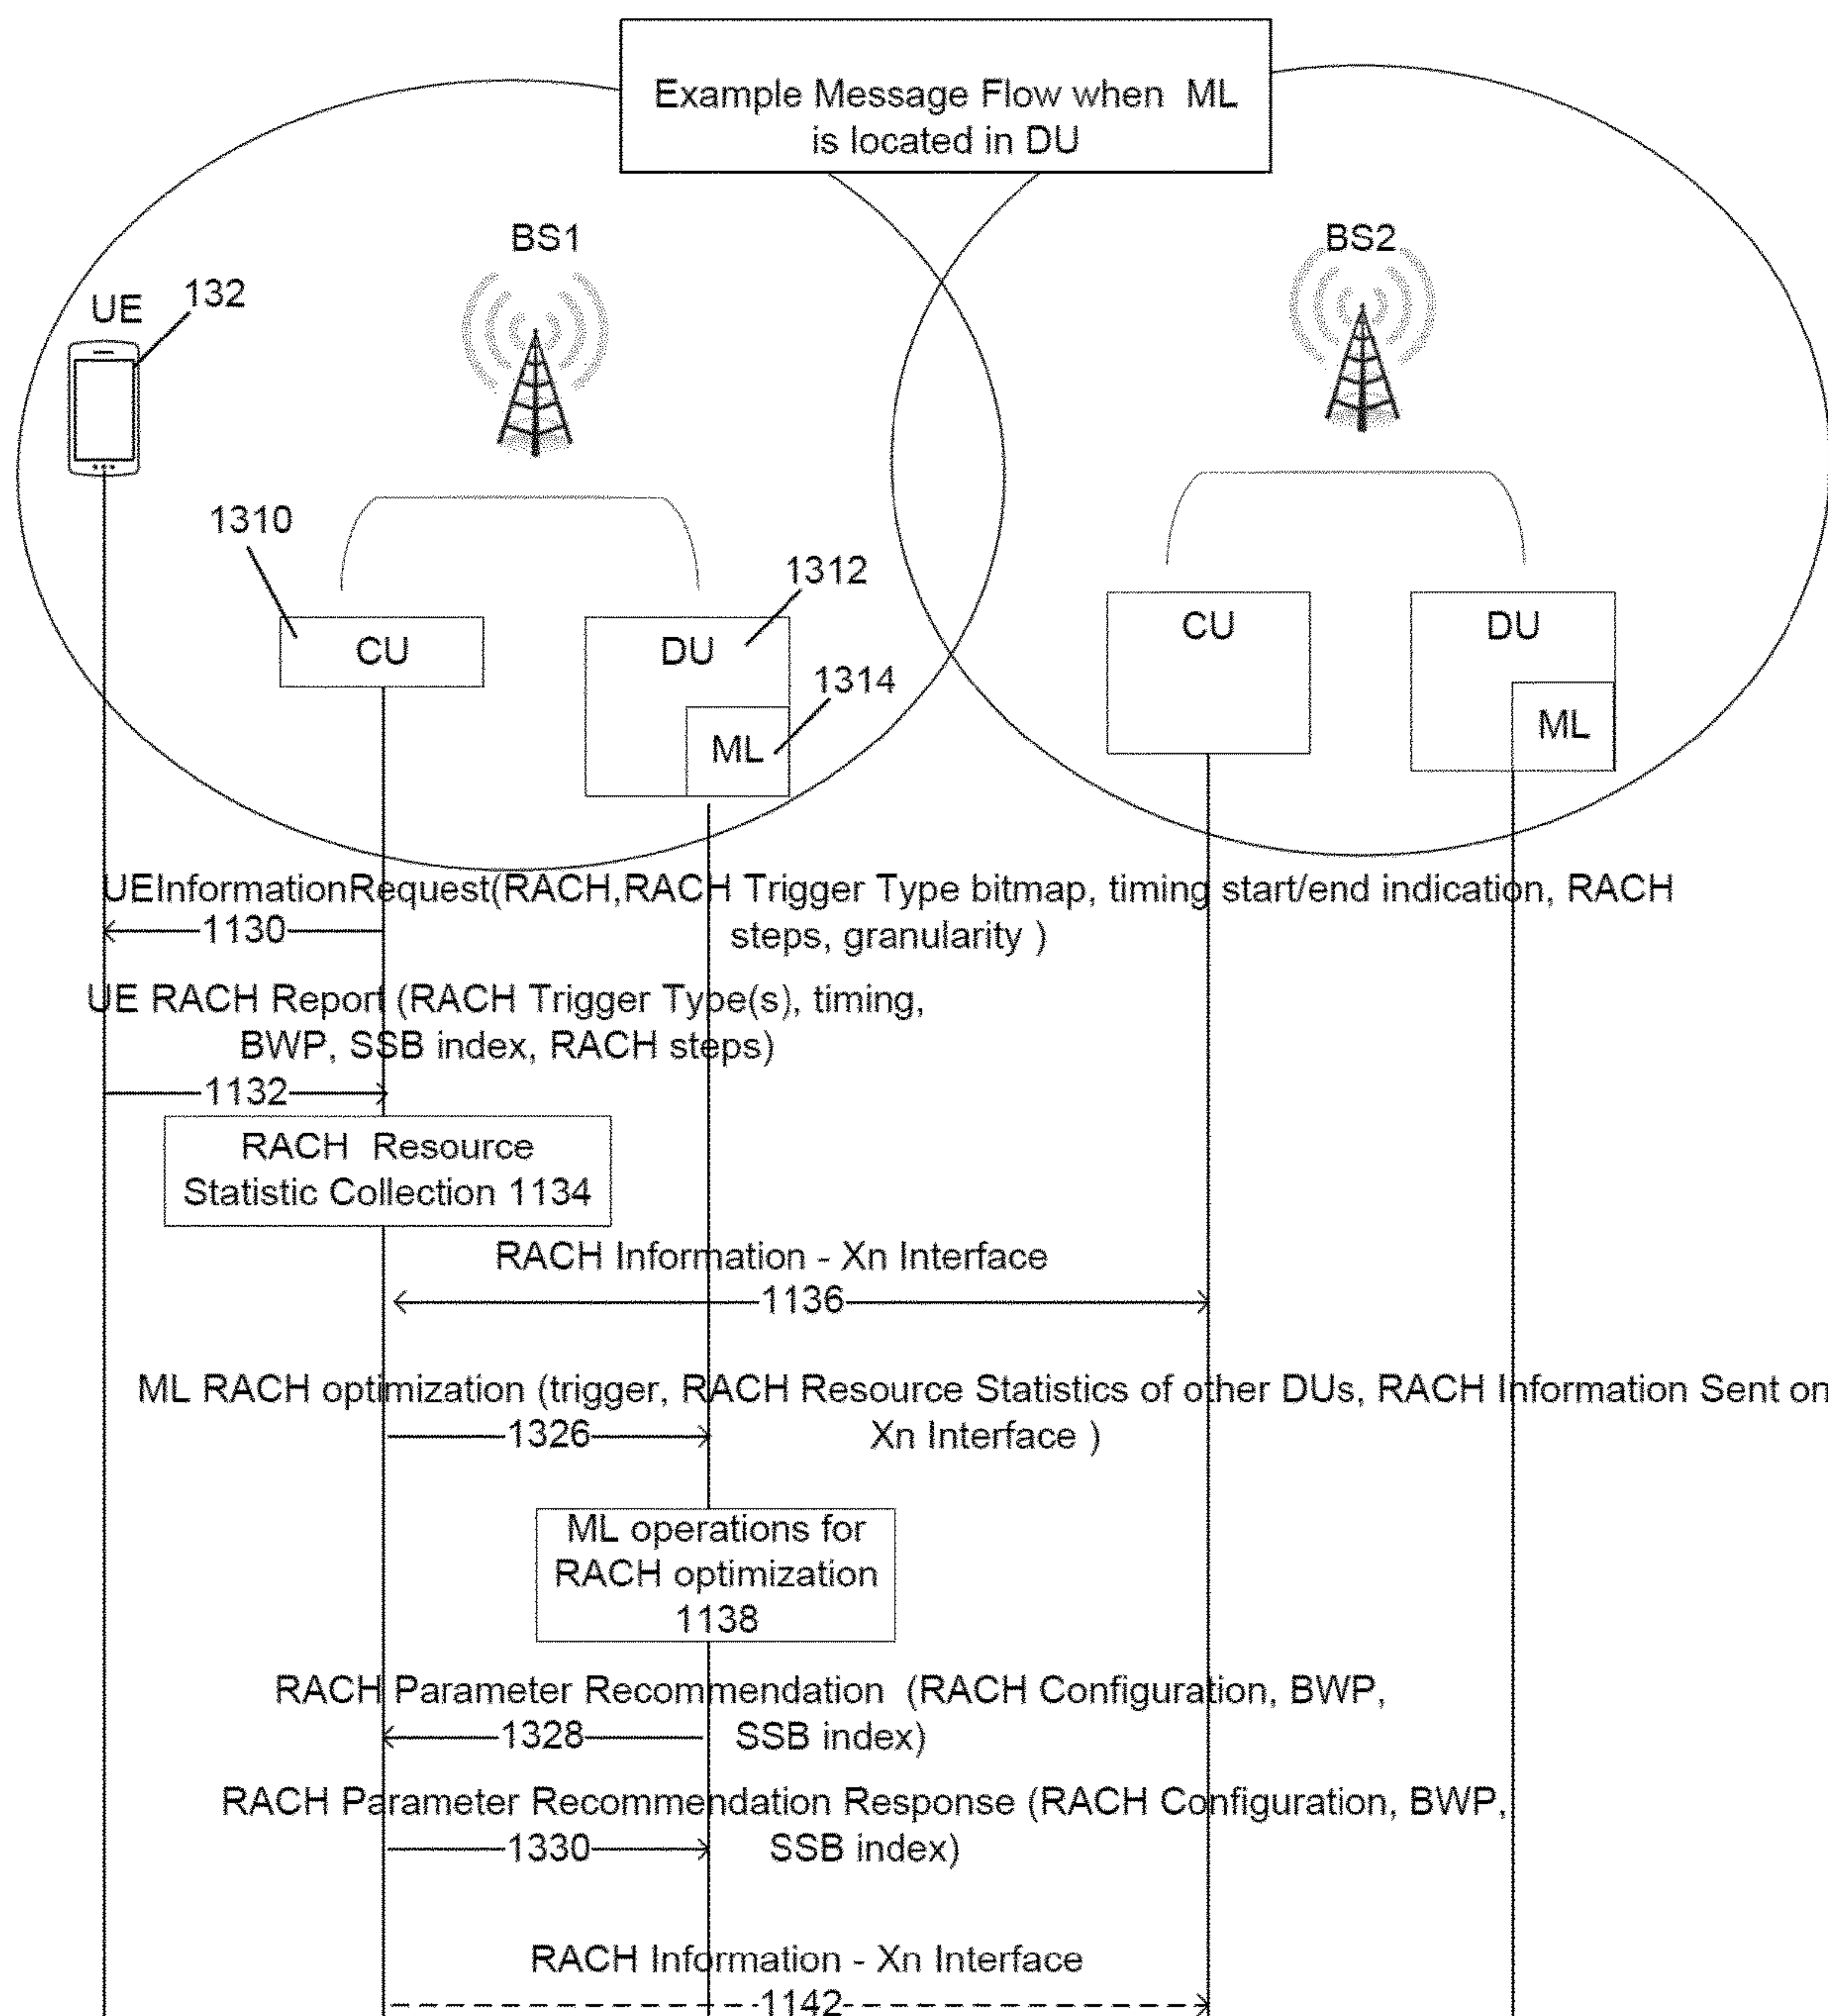 Example Message Flow when ML
is located in DU
BS1
BS2
UE
132
1310
1312
CU
DU
1314
ML
CU
DU
ML
UEInformationRequest(RACH,RACH Trigger Type bitmap, timing start/end indication, RACH
steps, granularity )
1130
UE RACH Report (RACH Trigger Type(s), timing,
BWP, SSB index, RACH steps)
1132
RACH Resource
Statistic Collection 1134
RACH Information - Xn Interface
1136
ML RACH optimization (trigger, RACH Resource Statistics of other DUs, RACH Information Sent on
Xn Interface )
1326
ML operations for
RACH optimization
1138
RACH Parameter Recommendation (RACH Configuration, BWP,
SSB index)
1328
RACH Parameter Recommendation Response (RACH Configuration, BWP,
SSB index)
1330
RACH Information - Xn Interface
1142